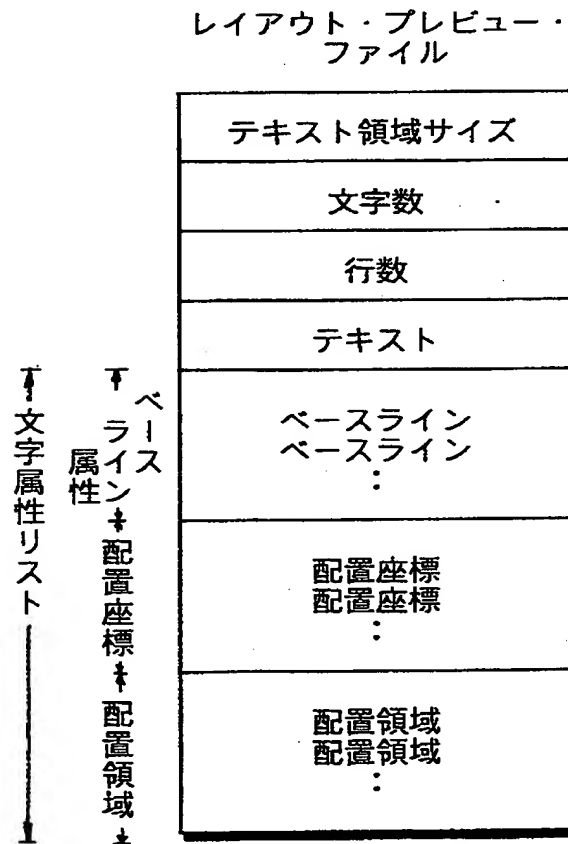 レイアウト・プレビュー・
ファイル
テキスト領域サイズ
文字数
行数
テキスト
ベースライン
ベースライン
⋮
配置座標
配置座標
⋮
配置領域
配置領域
⋮
文字属性リスト
ベース
ライン
属性
配置座標
配置領域